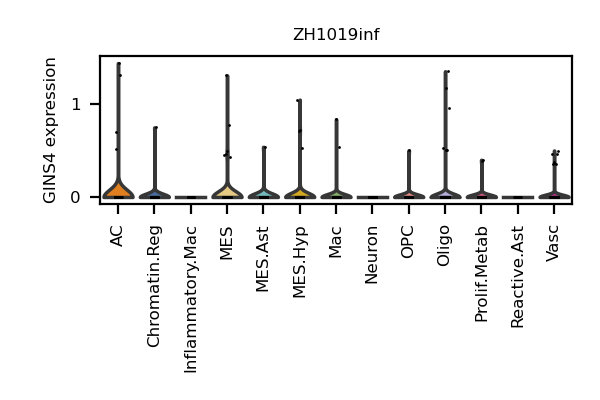 ZH1019inf
GINS4 expression
1
0
AC
Chromatin.Reg
Inflammatory.Mac
MES
MES.Ast
MES.Hyp
Mac
Neuron
OPC
Oligo
Prolif.Metab
Reactive.Ast
Vasc